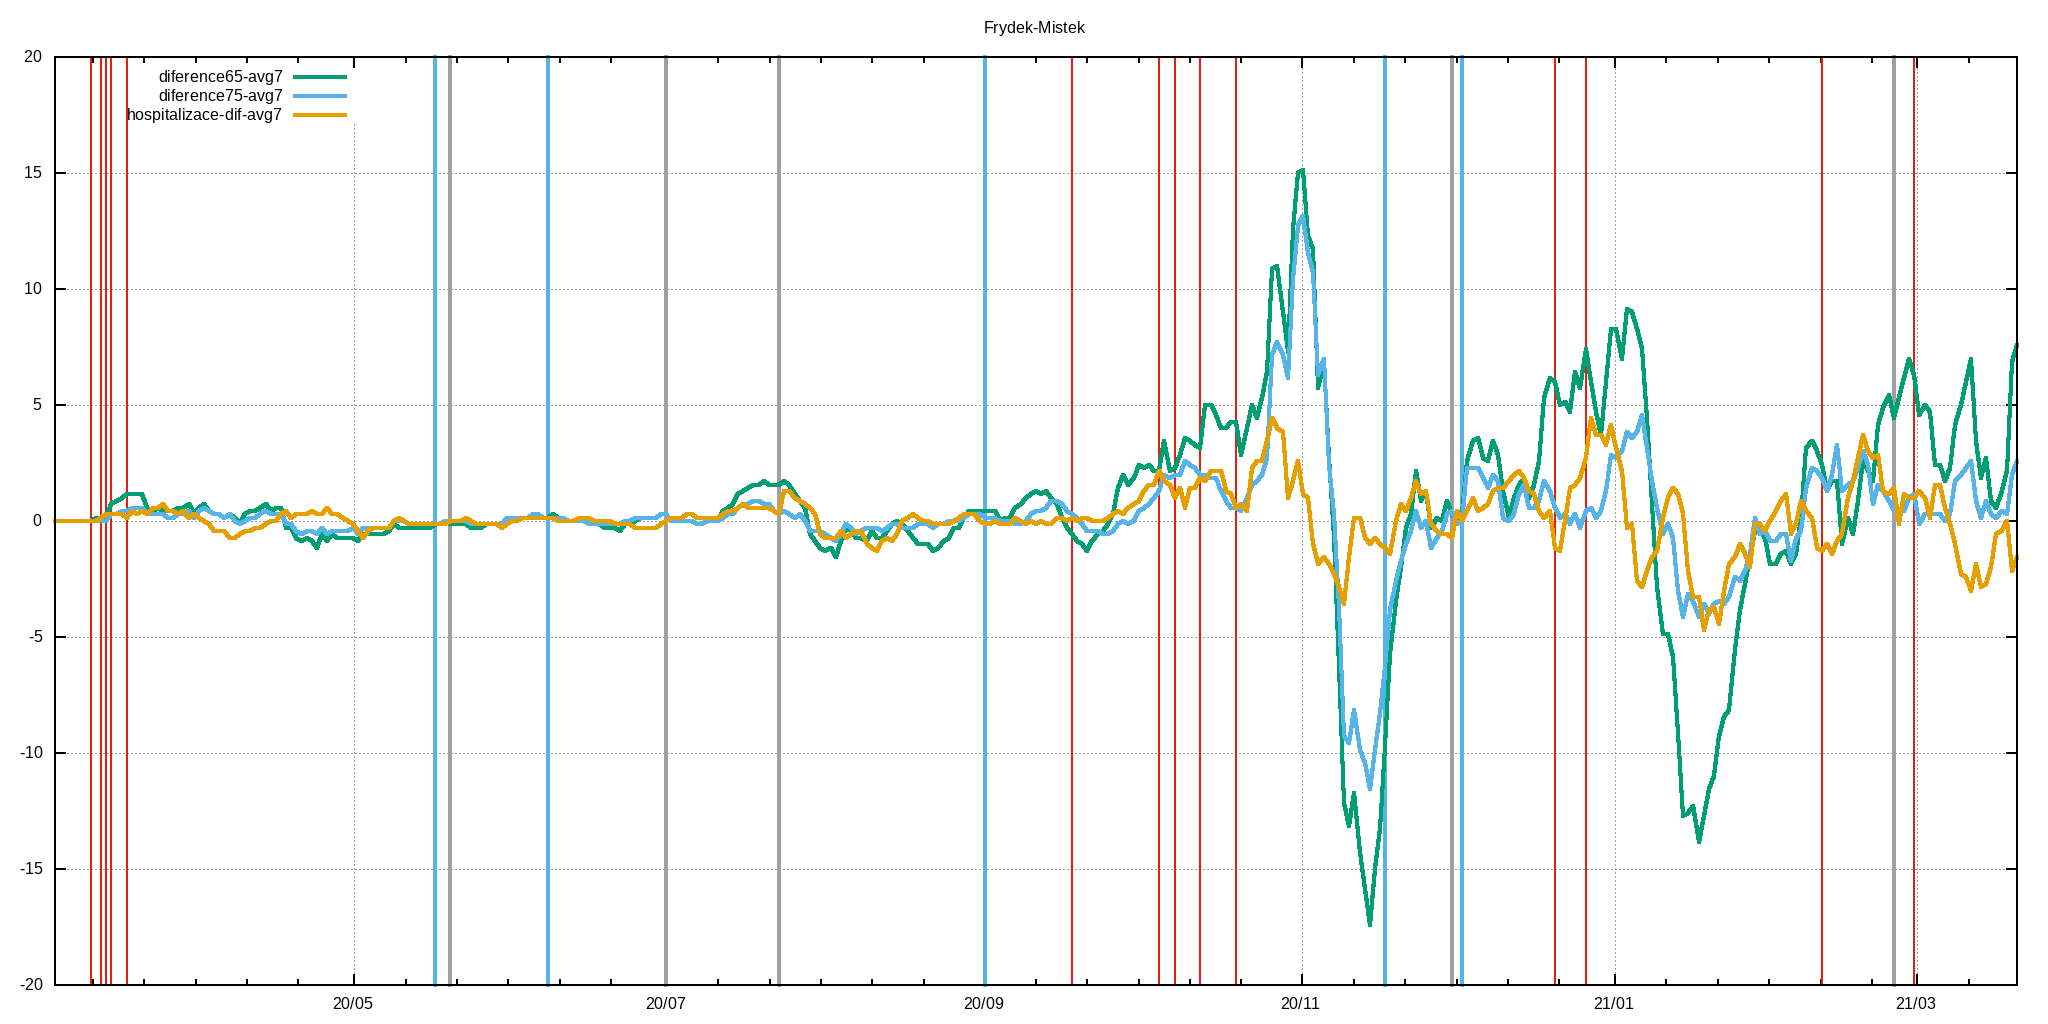 Frydek-Mistek
20
diference65-avg7
diference75-avg7
hospitalizace-dif-avg7
15
10
5
0
-5
-10
-15
-20
20/05 20/07 20/09 20/11 21/01 21/03